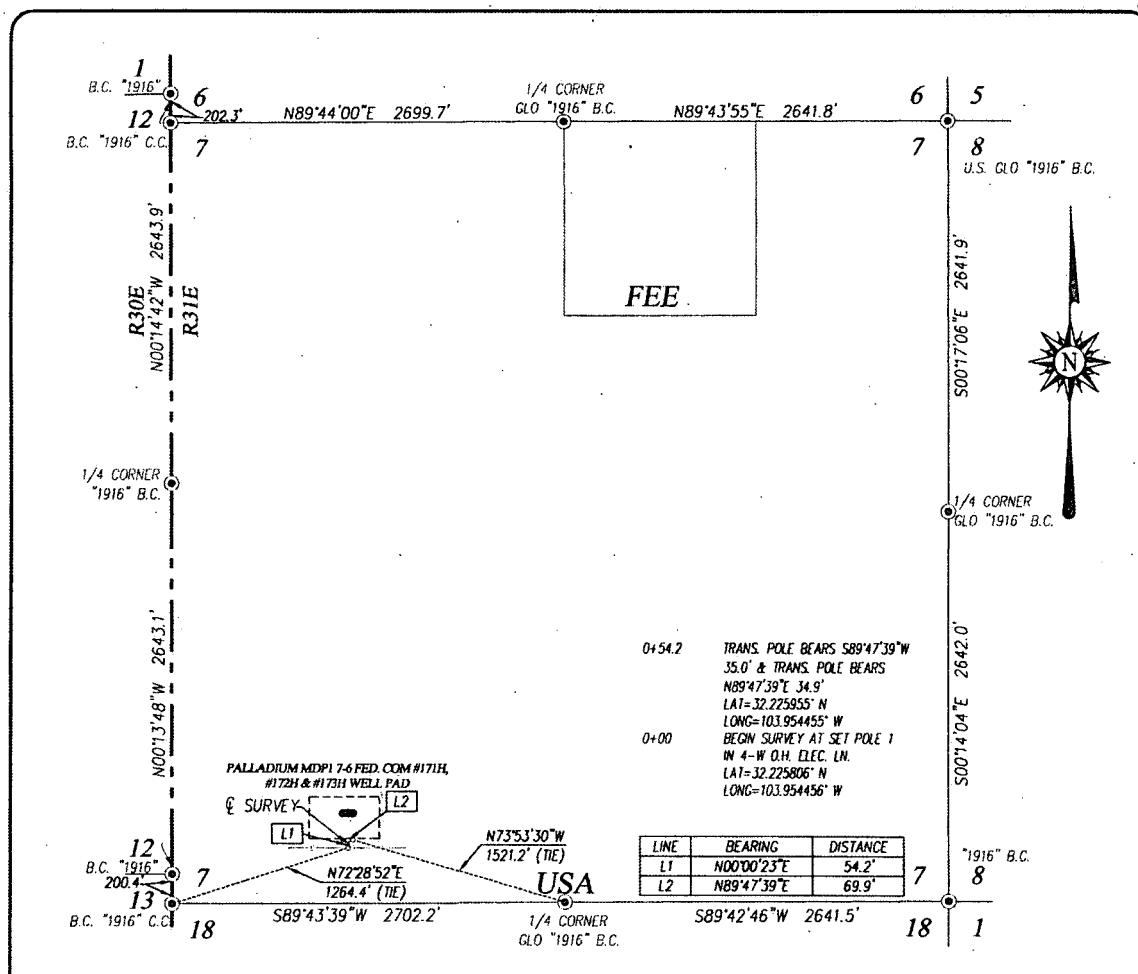 1
B.C. "1916"
6
12
202.3'
B.C. "1916" C.C.
7
N89°44'00"E 2699.7'
1/4 CORNER
GLO "1916" B.C.
N89°43'55"E 2641.8'
6 5
7 8
U.S. GLO "1916" B.C.
N00°14'42"W 2643.9'
R30E
R31E
FEE
S00°17'06"E 2641.9'
N
1/4 CORNER
"1916" B.C.
1/4 CORNER
GLO "1916" B.C.
N00°13'48"W 2643.1'
S00°14'04"E 2642.0'
0+54.2 TRANS. POLE BEARS S89°47'39"W
35.0' & TRANS. POLE BEARS
N89°47'39"E 34.9'
LAT=32.225955° N
LONG=103.954455° W
0+00 BEGIN SURVEY AT SET POLE 1
IN 4-W O.H. ELEC. LN.
LAT=32.225806° N
LONG=103.954456° W
PALLADIUM MDP1 7-6 FED. COM #171H,
#172H & #173H WELL PAD
℄ SURVEY
L2
L1
N73°53'30"W
1521.2' (TIE)
N72°28'52"E
1264.4' (TIE)
LINE BEARING DISTANCE
L1 N00°00'23"E 54.2'
L2 N89°47'39"E 69.9'
12
B.C. "1916"
200.4'
7
13
B.C. "1916" C.C.
18
S89°43'39"W 2702.2'
USA
1/4 CORNER
GLO "1916" B.C.
S89°42'46"W 2641.5'
"1916" B.C.
7 8
18 1